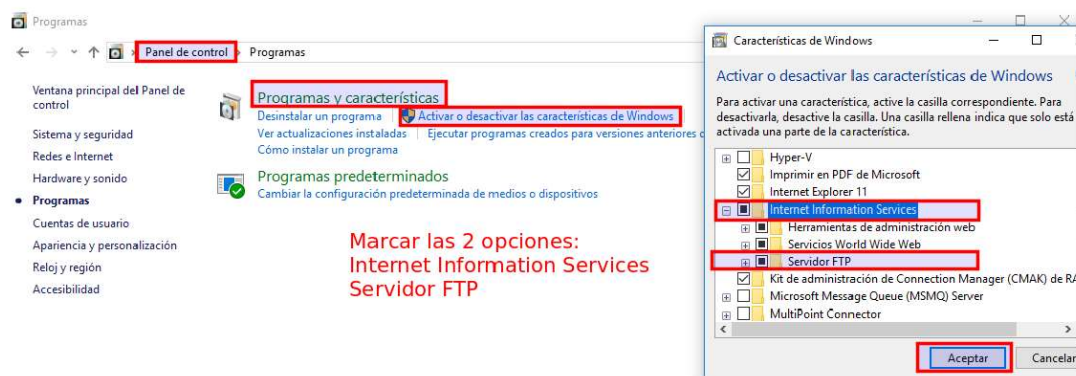 Programas
Panel de control
Programas
Ventana principal del Panel de
control
Sistema y seguridad
Redes e Internet
Hardware y sonido
Programas
Cuentas de usuario
Apariencia y personalización
Reloj y región
Accesibilidad
Programas y características
Desinstalar un programa
Activar o desactivar las características de Windows
Ver actualizaciones instaladas
Ejecutar programas creados para versiones anteriores
Cómo instalar un programa
Programas predeterminados
Cambiar la configuración predeterminada de medios o dispositivos
Marcar las 2 opciones:
Internet Information Services
Servidor FTP
Características de Windows
Activar o desactivar las características de Windows
Para activar una característica, active la casilla correspondiente. Para
desactivarla, desactive la casilla. Una casilla rellena indica que solo está
activada una parte de la característica.
Hyper-V
Imprimir en PDF de Microsoft
Internet Explorer 11
Internet Information Services
Herramientas de administración web
Servicios World Wide Web
Servidor FTP
Kit de administración de Connection Manager (CMAK) de RA
Microsoft Message Queue (MSMQ) Server
MultiPoint Connector
Aceptar
Cancelar